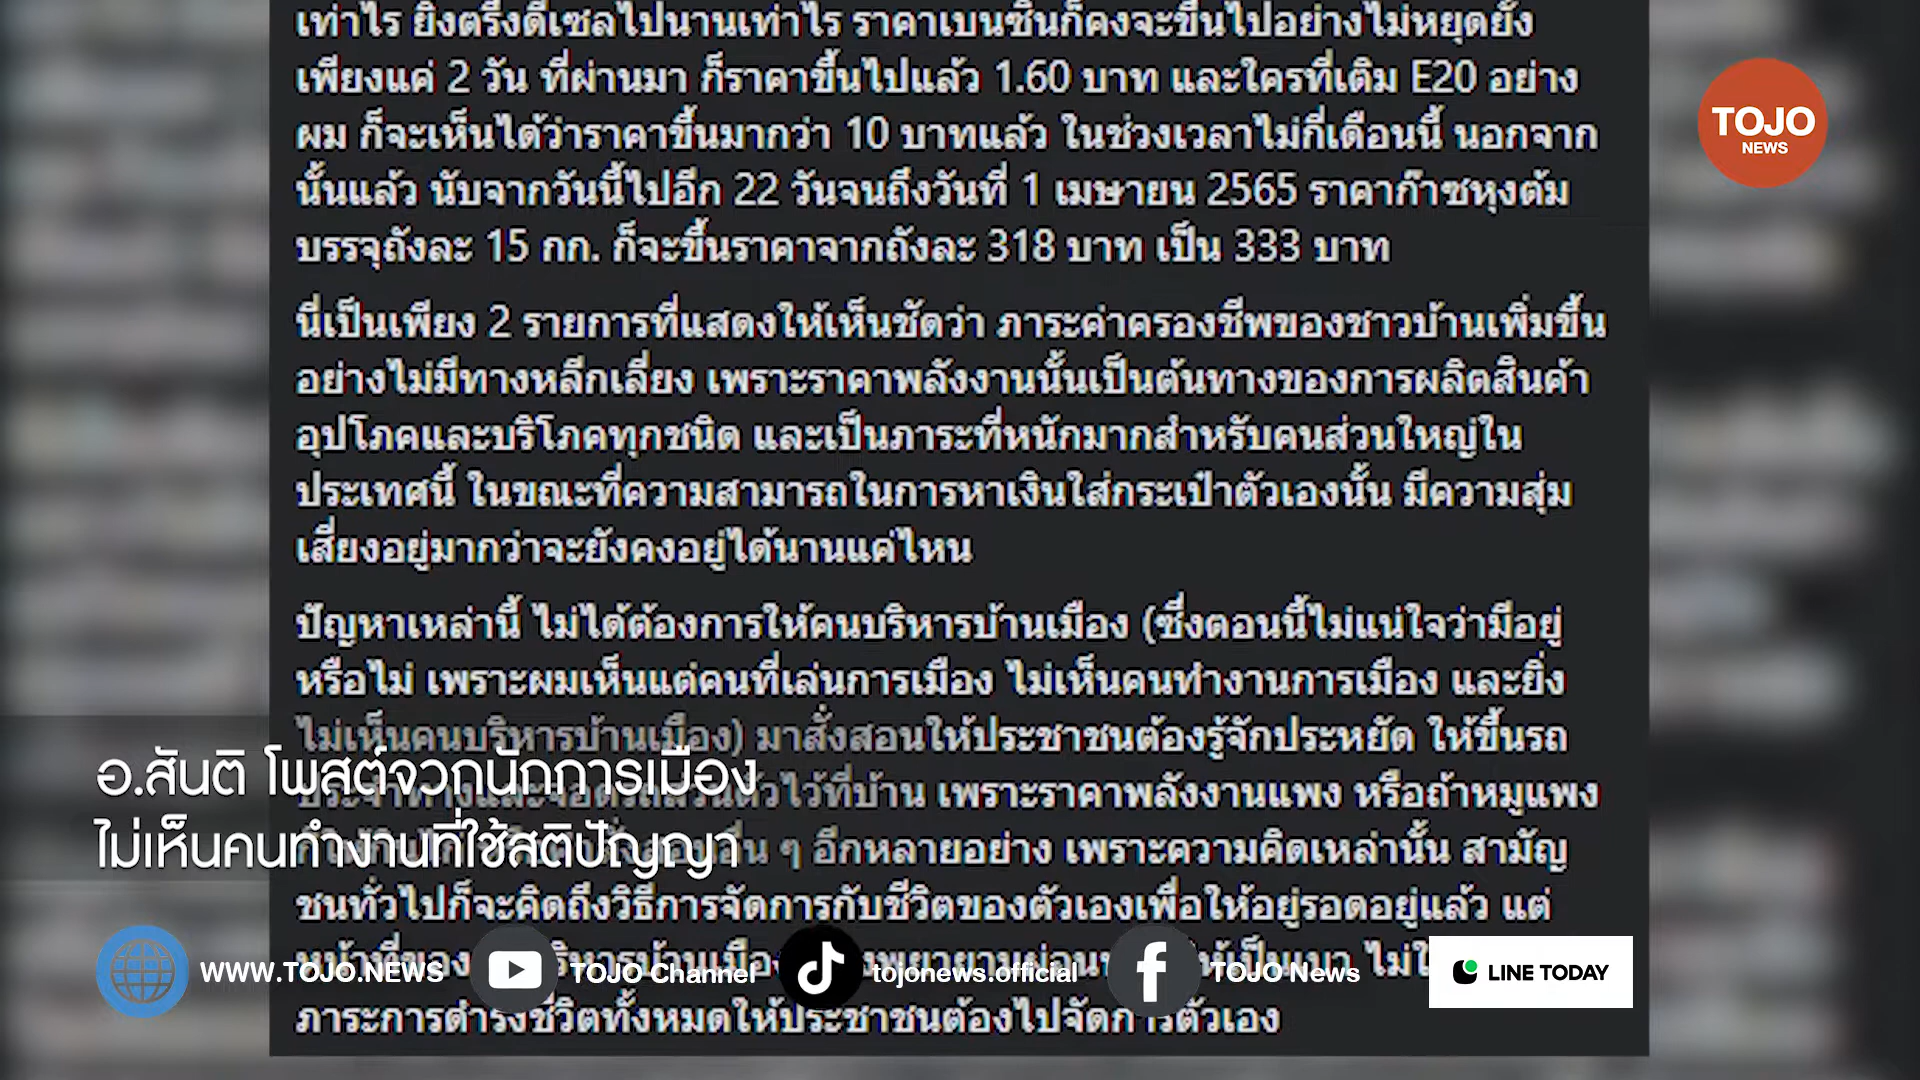 เท่าไร ยิ่งตรึงดีเซลไปนานเท่าไร ราคาเบนซินก็คงจะขึ้นไปอย่างไม่หยุดยั้ง
เพียงแค่ 2 วัน ที่ผ่านมา ก็ราคาขึ้นไปแล้ว 1.60 บาท และใครที่เติม E20 อย่าง
ผม ก็จะเห็นได้ว่าราคาขึ้นมากว่า 10 บาทแล้ว ในช่วงเวลาไม่กี่เดือนนี้ นอกจาก
นั้นแล้ว นับจากวันนี้ไปอีก 22 วันจนถึงวันที่ 1 เมษายน 2565 ราคาก๊าซหุงต้ม
บรรจุถังละ 15 กก. ก็จะขึ้นราคาจากถังละ 318 บาท เป็น 333 บาท
นี่เป็นเพียง 2 รายการที่แสดงให้เห็นชัดว่า ภาระค่าครองชีพของชาวบ้านเพิ่มขึ้น
อย่างไม่มีทางหลีกเลี่ยง เพราะราคาพลังงานนั้นเป็นต้นทางของการผลิตสินค้า
อุปโภคและบริโภคทุกชนิด และเป็นภาระที่หนักมากสำหรับคนส่วนใหญ่ใน
ประเทศนี้ ในขณะที่ความสามารถในการหาเงินใส่กระเป๋าตัวเองนั้น มีความสุ่ม
เสี่ยงอยู่มากว่าจะยังคงอยู่ได้นานแค่ไหน
ปัญหาเหล่านี้ ไม่ได้ต้องการให้คนบริหารบ้านเมือง (ซึ่งตอนนี้ไม่แน่ใจว่ามีอยู่
หรือไม่ เพราะผมเห็นแต่คนที่เล่นการเมือง ไม่เห็นคนทำงานการเมือง และยิ่ง
ไม่เห็นคนบริหารบ้านเมือง) มาสั่งสอนให้ประชาชนต้องรู้จักประหยัด ให้ขึ้นรถ
ประจำทางและจอดรถส่วนตัวไว้ที่บ้าน เพราะราคาพลังงานแพง หรือถ้าหมูแพง
อื่น ๆ อีกหลายอย่าง เพราะความคิดเหล่านั้น สามัญ
ชนทั่วไปก็จะคิดถึงวิธีการจัดการกับชีวิตของตัวเองเพื่อให้อยู่รอดอยู่แล้ว แต่
ภาระการดำรงชีวิตทั้งหมดให้ประชาชนต้องไปจัดการตัวเอง
อ.สันติ โพสต์จวกนักการเมือง
ไม่เห็นคนทำงานที่ใช้สติปัญญา
WWW.TOJO.NEWS
TOJO Channel
tojonews.official
TOJO News
LINE TODAY
TOJO
NEWS